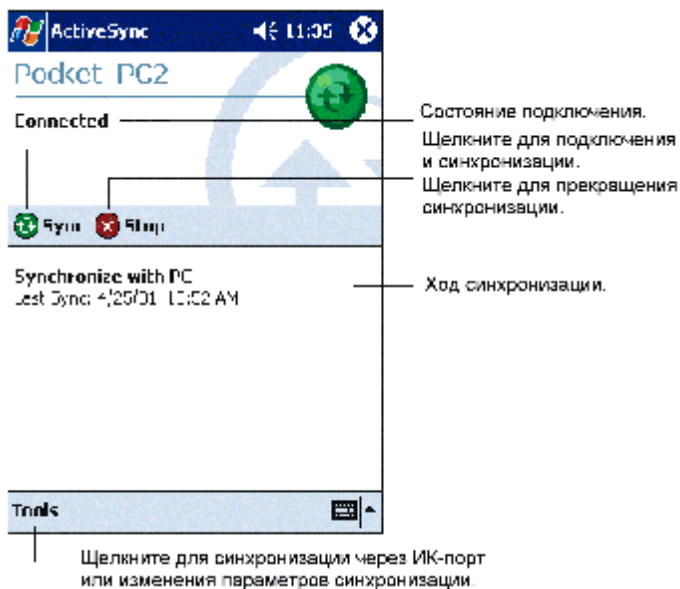 ActiveSync 11:05
Pocket PC2
Connected
Состояние подключения.
Щелкните для подключения
и синхронизации.
Щелкните для прекращения
синхронизации.
Sync Stop
Synchronize with PC
Last Sync: 4/25/01 10:52 AM
Ход синхронизации.
Tools
Щелкните для синхронизации через ИК-порт
или изменения параметров синхронизации.